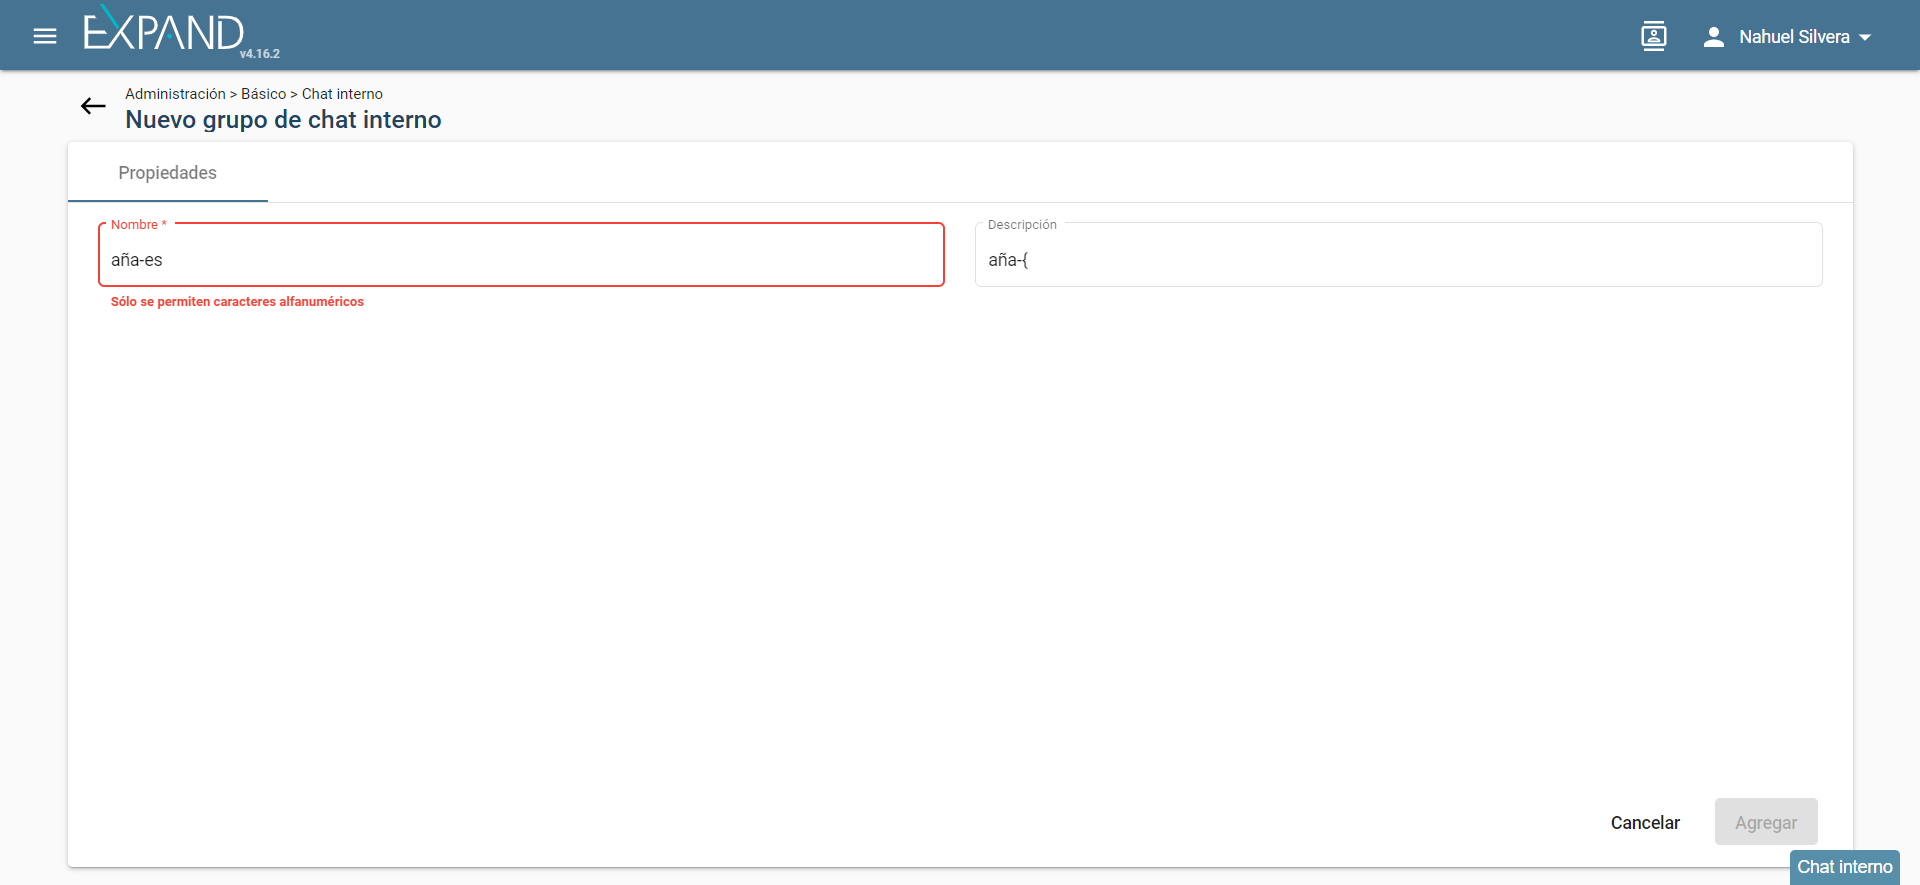 EXPAND
v4.16.2
Nahuel Silvera
Administración > Básico > Chat interno
Nuevo grupo de chat interno
Propiedades
Nombre *
aña-es
Sólo se permiten caracteres alfanuméricos
Descripción
aña-{
Cancelar
Agregar
Chat interno